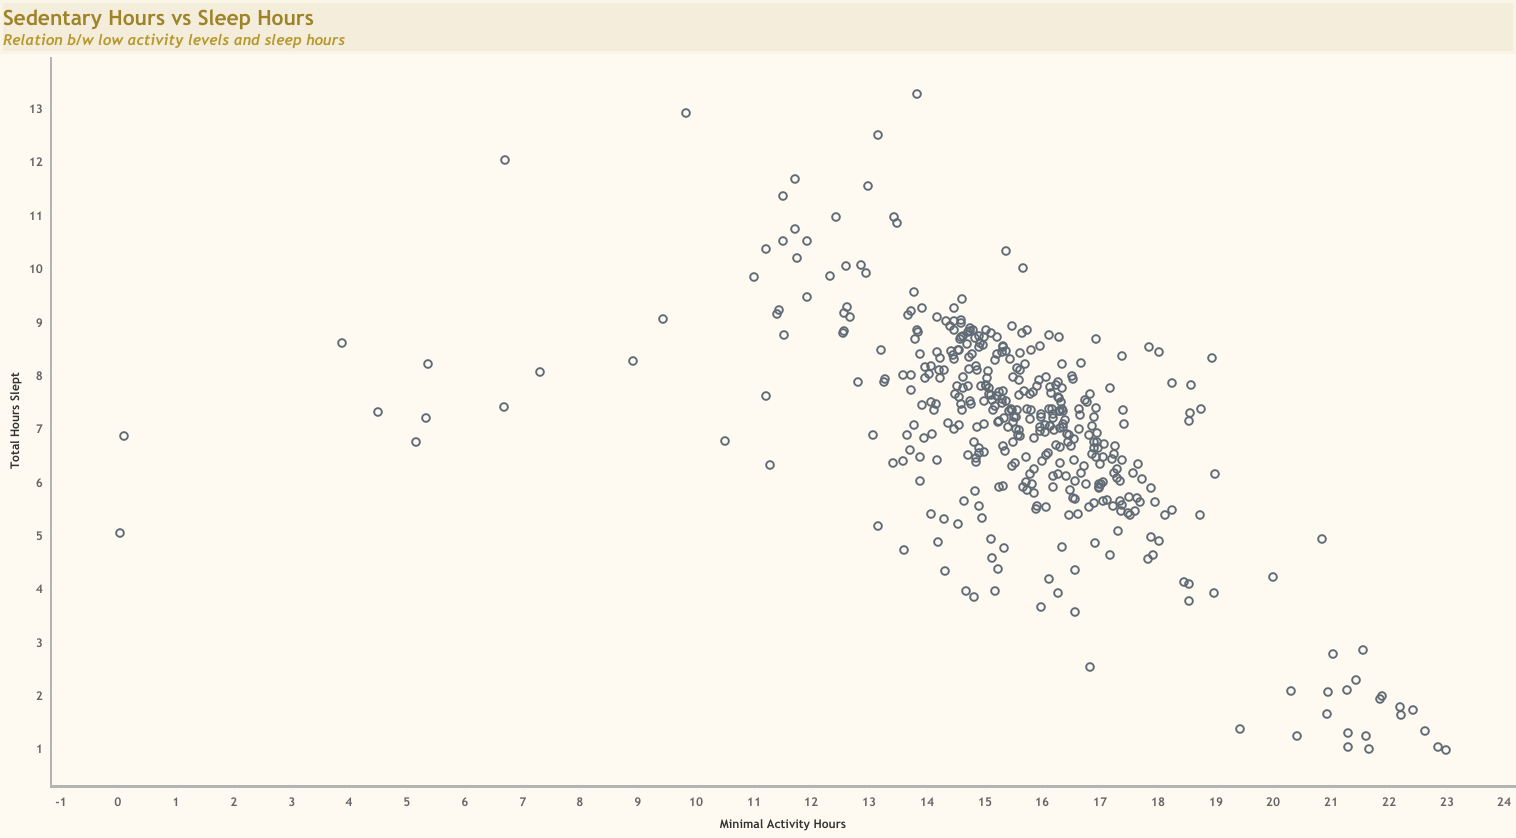 Sedentary Hours vs Sleep Hours
Relation b/w low activity levels and sleep hours
Total Hours Slept
13
12
11
10
9
8
7
6
5
4
3
2
1
-1 0 1 2 3 4 5 6 7 8 9 10 11 12 13 14 15 16 17 18 19 20 21 22 23 24
Minimal Activity Hours